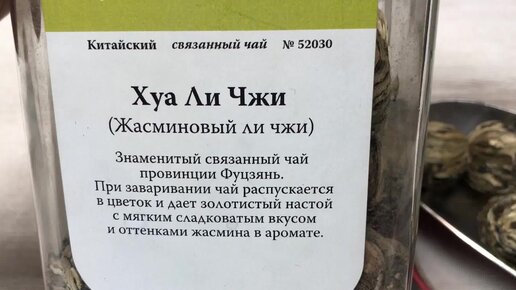 Китайский связанный чай № 52030
Хуа Ли Чжи
(Жасминовый ли чжи)
Знаменитый связанный чай
провинции Фуцзянь.
При заваривании чай распускается
в цветок и дает золотистый настой
с мягким сладковатым вкусом
и оттенками жасмина в аромате.